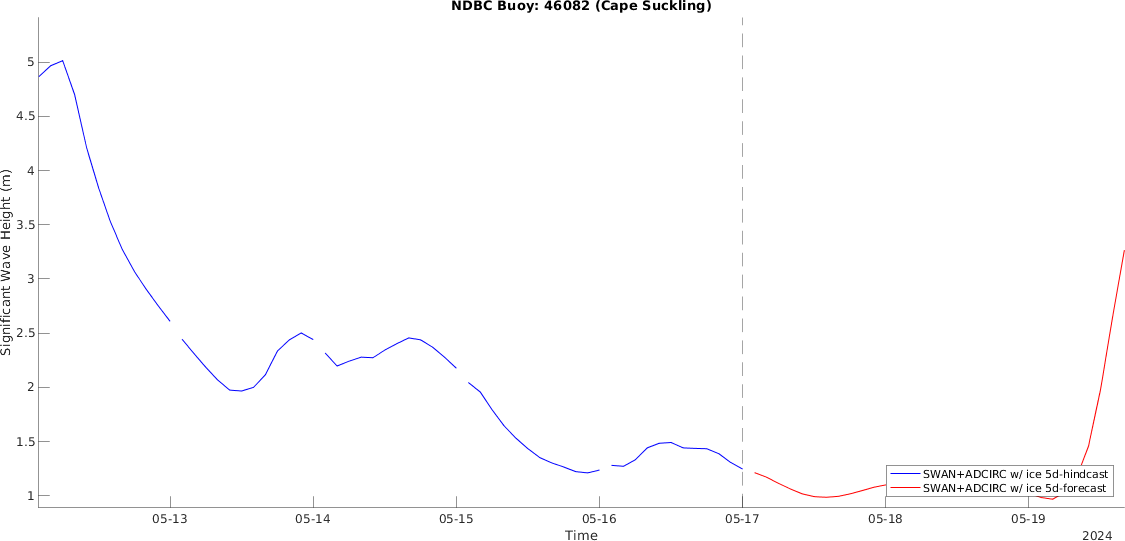 NDBC Buoy: 46082 (Cape Suckling)
Significant Wave Height (m)
5
4.5
4
3.5
3
2.5
2
1.5
1
SWAN+ADCIRC w/ ice 5d-hindcast
SWAN+ADCIRC w/ ice 5d-forecast
05-13 05-14 05-15 05-16 05-17 05-18 05-19
Time
2024